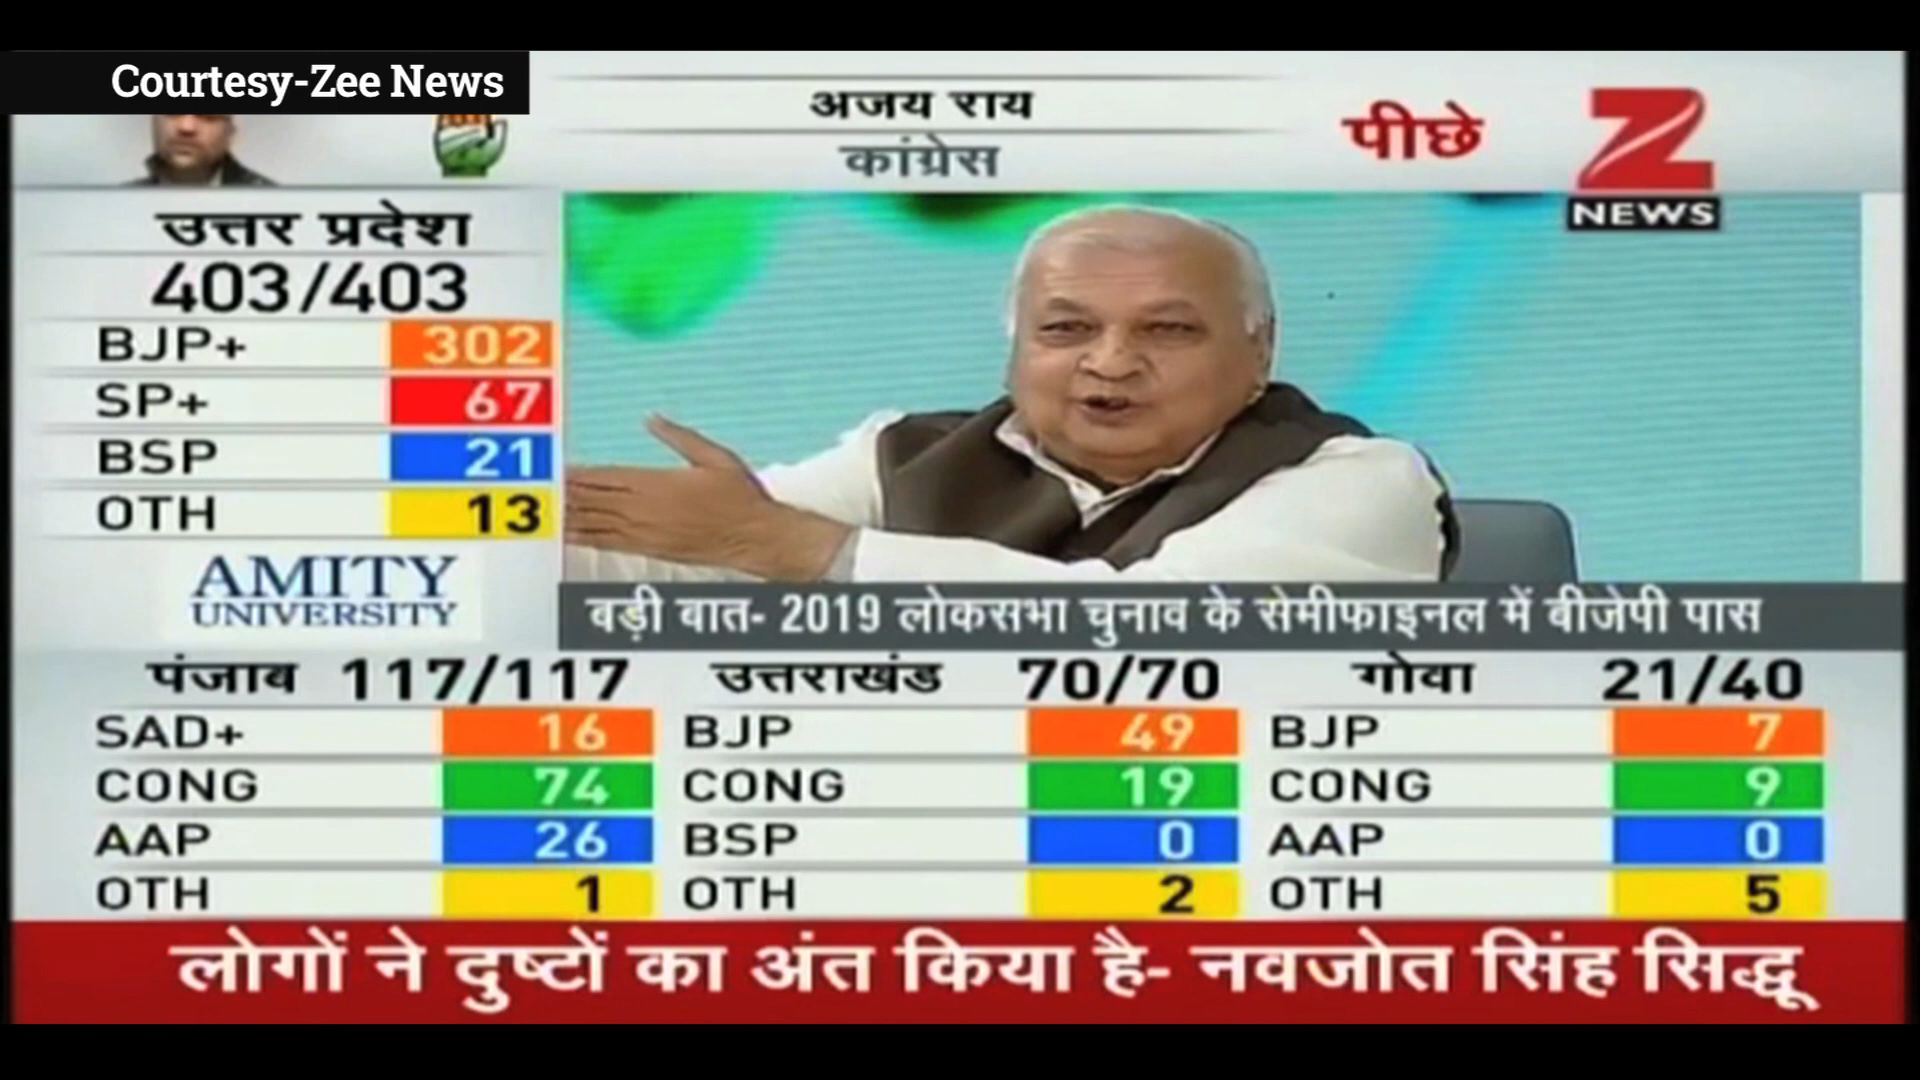 Courtesy-Zee News
अजय राय
कांग्रेस
पीछे
Z
NEWS
उत्तर प्रदेश
403/403
BJP+ 302
SP+ 67
BSP 21
OTH 13
AMITY
UNIVERSITY
बड़ी बात- 2019 लोकसभा चुनाव के सेमीफाइनल में बीजेपी पास
पंजाब 117/117
SAD+ 16
CONG 74
AAP 26
OTH 1
उत्तराखंड 70/70
BJP 49
CONG 19
BSP 0
OTH 2
गोवा 21/40
BJP 7
CONG 9
AAP 0
OTH 5
लोगों ने दुष्टों का अंत किया है- नवजोत सिंह सिद्धू